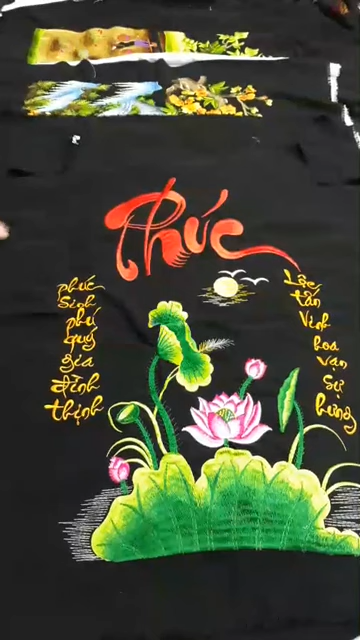 Phúc
phúc
Sinh
phú
quý
gia
đình
thịnh
Lộc
tấn
Vinh
hoa
vạn
sự
hưng